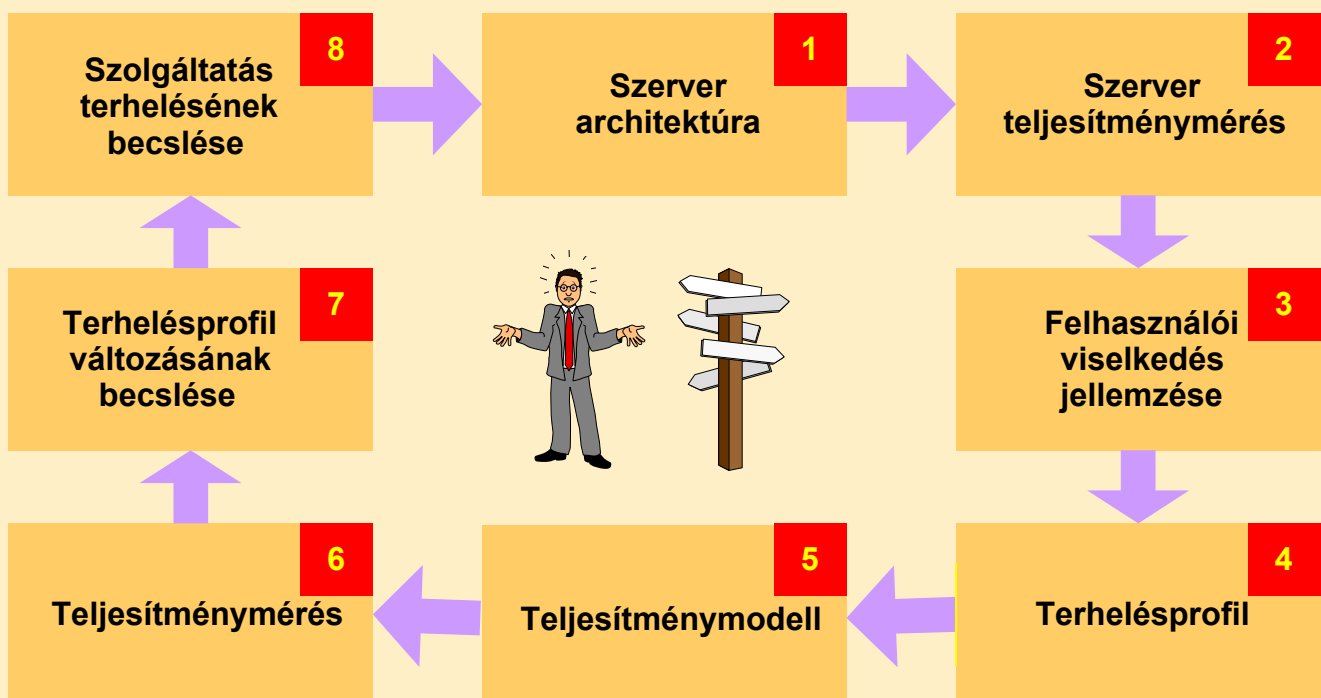 8
Szolgáltatás
terhelésének
becslése
1
Szerver
architektúra
2
Szerver
teljesítménymérés
7
Terhelésprofil
változásának
becslése
3
Felhasználói
viselkedés
jellemzése
6
Teljesítménymérés
5
Teljesítménymodell
4
Terhelésprofil